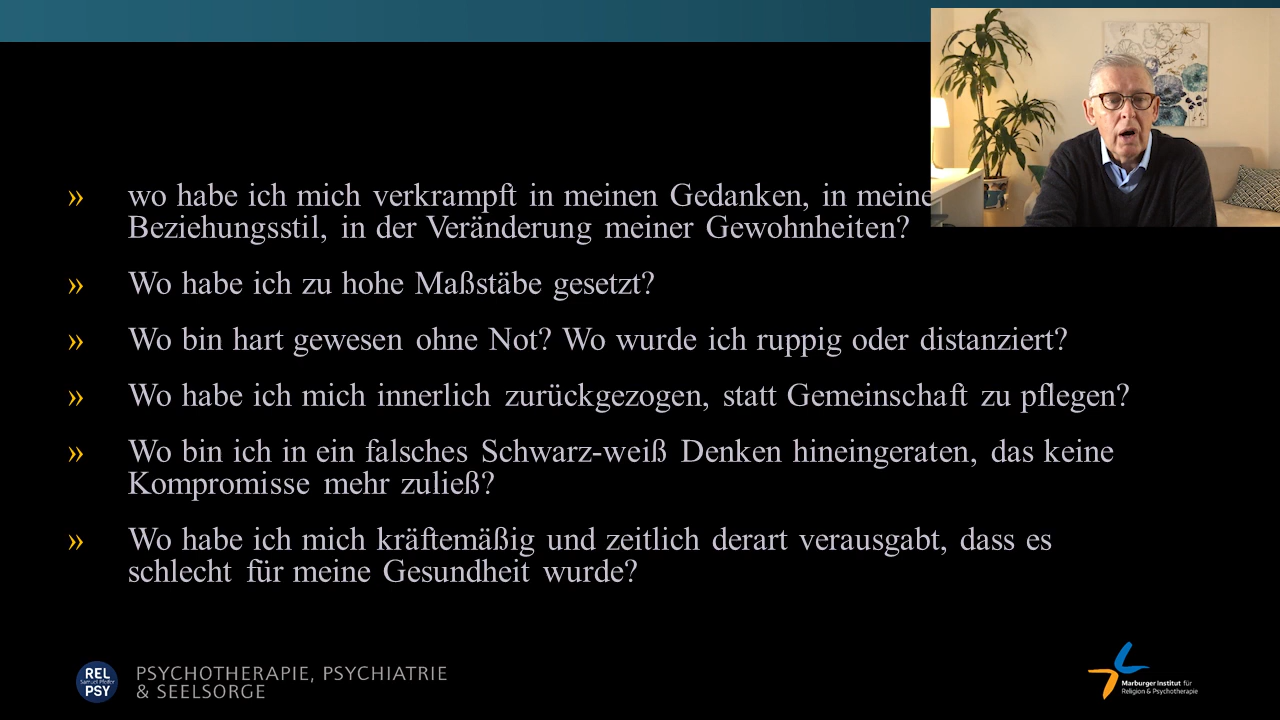 » wo habe ich mich verkrampft in meinen Gedanken, in meine
Beziehungsstil, in der Veränderung meiner Gewohnheiten?
» Wo habe ich zu hohe Maßstäbe gesetzt?
» Wo bin hart gewesen ohne Not? Wo wurde ich ruppig oder distanziert?
» Wo habe ich mich innerlich zurückgezogen, statt Gemeinschaft zu pflegen?
» Wo bin ich in ein falsches Schwarz-weiß Denken hineingeraten, das keine
Kompromisse mehr zuließ?
» Wo habe ich mich kräftemäßig und zeitlich derart verausgabt, dass es
schlecht für meine Gesundheit wurde?
REL
Samuel Pfeifer
PSY
PSYCHOTHERAPIE, PSYCHIATRIE
& SEELSORGE
Marburger Institut für
Religion & Psychotherapie